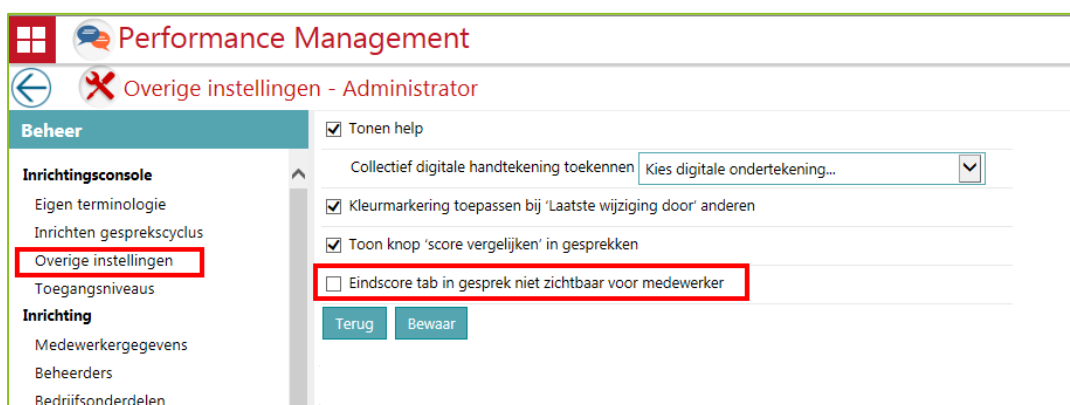 Performance Management
Overige instellingen - Administrator
Beheer
Inrichtingsconsole
Eigen terminologie
Inrichten gesprekscyclus
Overige instellingen
Toegangsniveaus
Inrichting
Medewerkergegevens
Beheerders
Bedrijfsonderdelen
Tonen help
Collectief digitale handtekening toekennen Kies digitale ondertekening...
Kleurmarkering toepassen bij 'Laatste wijziging door' anderen
Toon knop 'score vergelijken' in gesprekken
Eindscore tab in gesprek niet zichtbaar voor medewerker
Terug Bewaar